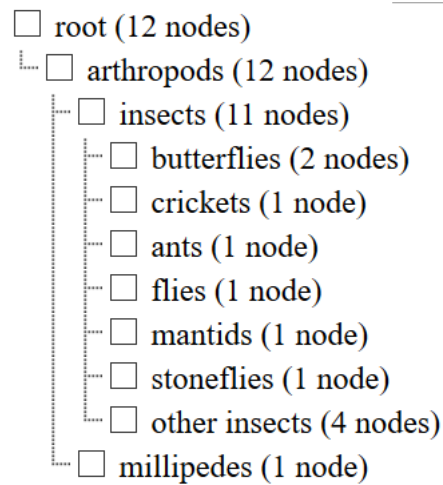 root (12 nodes)
arthropods (12 nodes)
insects (11 nodes)
butterflies (2 nodes)
crickets (1 node)
ants (1 node)
flies (1 node)
mantids (1 node)
stoneflies (1 node)
other insects (4 nodes)
millipedes (1 node)